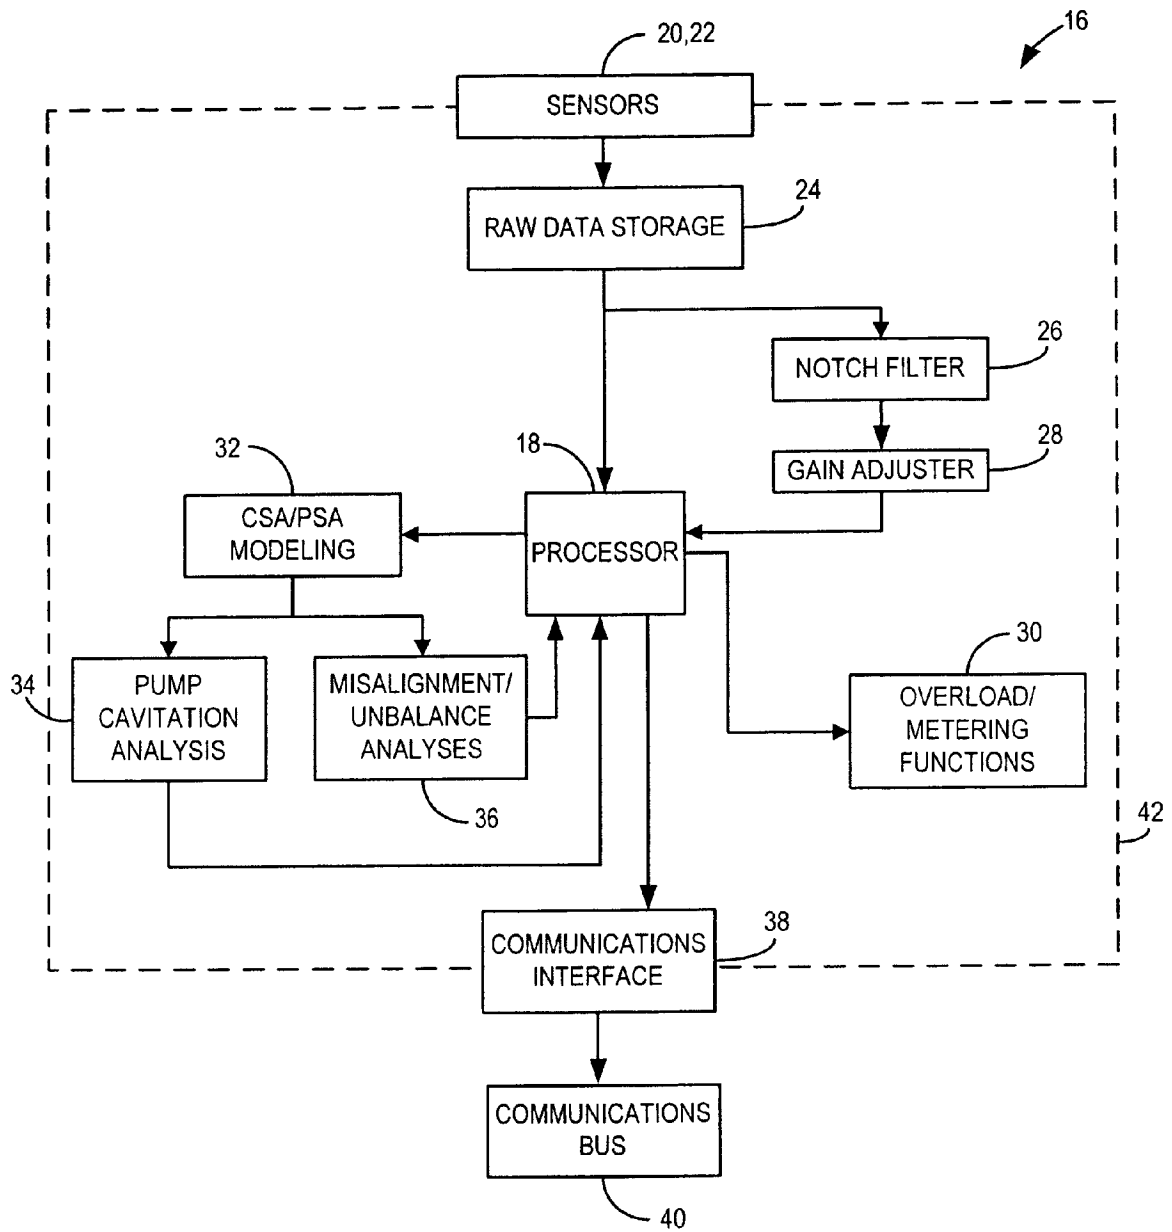 20,22
16
SENSORS
24
RAW DATA STORAGE
26
NOTCH FILTER
18
28
GAIN ADJUSTER
32
CSA/PSA
MODELING
PROCESSOR
34
PUMP
CAVITATION
ANALYSIS
MISALIGNMENT/
UNBALANCE
ANALYSES
36
30
OVERLOAD/
METERING
FUNCTIONS
42
38
COMMUNICATIONS
INTERFACE
COMMUNICATIONS
BUS
40